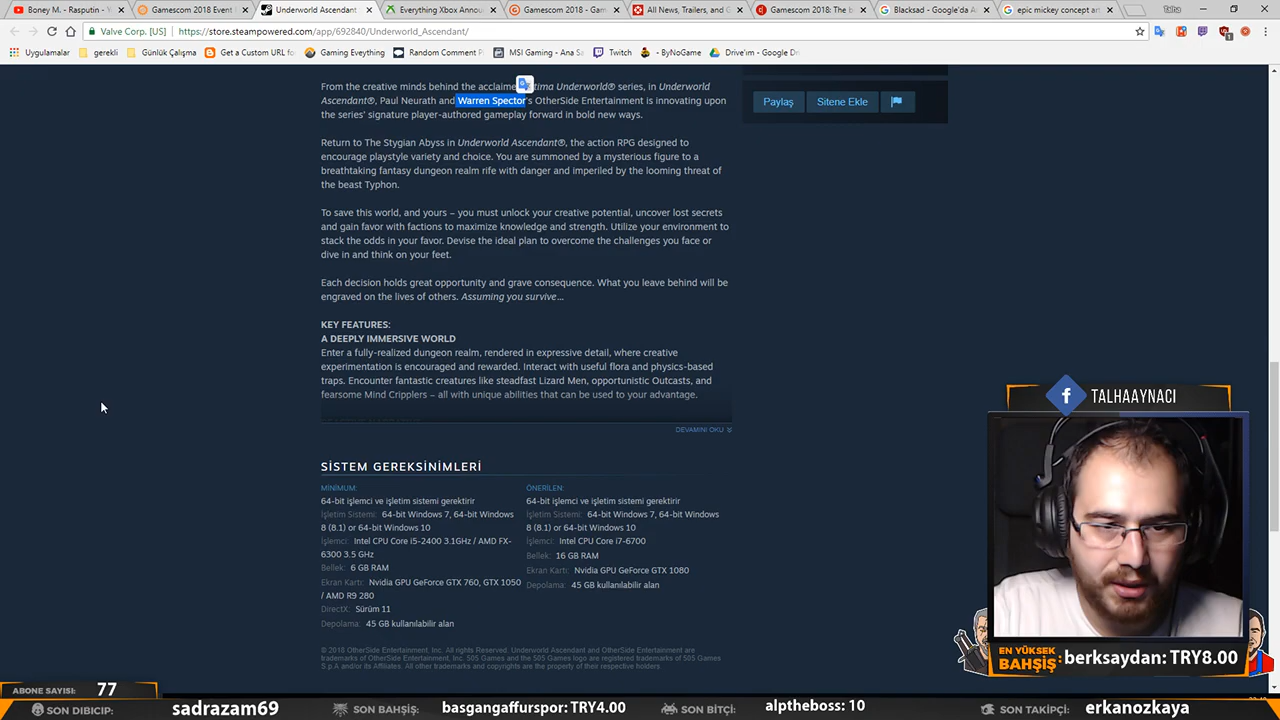 Boney M. - Rasputin - V
Gamescom 2018 Event
Underworld Ascendant
Everything Xbox Annou
Gamescom 2018 - Gam
All News, Trailers, and G
Gamescom 2018: The b
Blacksad - Google'da A
epic mickey concept art
Talha
Valve Corp. [US]
https://store.steampowered.com/app/692840/Underworld_Ascendant/
Uygulamalar
gerekli
Günlük Çalışma
Get a Custom URL fo
Gaming Eveything
Random Comment P
MSI Gaming - Ana Sa
Twitch
- ByNoGame
Drive'ım - Google Dr
From the creative minds behind the acclaime tima Underworld® series, in Underworld
Ascendant®, Paul Neurath and Warren Spector's OtherSide Entertainment is innovating upon
the series' signature player-authored gameplay forward in bold new ways.
Return to The Stygian Abyss in Underworld Ascendant®, the action RPG designed to
encourage playstyle variety and choice. You are summoned by a mysterious figure to a
breathtaking fantasy dungeon realm rife with danger and imperiled by the looming threat of
the beast Typhon.
To save this world, and yours – you must unlock your creative potential, uncover lost secrets
and gain favor with factions to maximize knowledge and strength. Utilize your environment to
stack the odds in your favor. Devise the ideal plan to overcome the challenges you face or
dive in and think on your feet.
Each decision holds great opportunity and grave consequence. What you leave behind will be
engraved on the lives of others. Assuming you survive…
KEY FEATURES:
A DEEPLY IMMERSIVE WORLD
Enter a fully-realized dungeon realm, rendered in expressive detail, where creative
experimentation is encouraged and rewarded. Interact with useful flora and physics-based
traps. Encounter fantastic creatures like steadfast Lizard Men, opportunistic Outcasts, and
fearsome Mind Cripplers – all with unique abilities that can be used to your advantage.
DEVAMINI OKU
Paylaş
Sitene Ekle
SİSTEM GEREKSİNİMLERİ
MİNİMUM:
64-bit işlemci ve işletim sistemi gerektirir
İşletim Sistemi: 64-bit Windows 7, 64-bit Windows
8 (8.1) or 64-bit Windows 10
İşlemci: Intel CPU Core i5-2400 3.1GHz / AMD FX-
6300 3.5 GHz
Bellek: 6 GB RAM
Ekran Kartı: Nvidia GPU GeForce GTX 760, GTX 1050
/ AMD R9 280
DirectX: Sürüm 11
Depolama: 45 GB kullanılabilir alan
ÖNERİLEN:
64-bit işlemci ve işletim sistemi gerektirir
İşletim Sistemi: 64-bit Windows 7, 64-bit Windows
8 (8.1) or 64-bit Windows 10
İşlemci: Intel CPU Core i7-6700
Bellek: 16 GB RAM
Ekran Kartı: Nvidia GPU GeForce GTX 1080
Depolama: 45 GB kullanılabilir alan
© 2018 OtherSide Entertainment, Inc. All rights Reserved. Underworld Ascendant and OtherSide Entertainment are
trademarks of OtherSide Entertainment, Inc. 505 Games and the 505 Games logo are registered trademarks of 505 Games
S.p.A and/or its Affiliates. All other trademarks and copyrights are the property of their respective holders.
TALHAAYNACI
EN YÜKSEK
BAHŞİŞ:
berksaydan: TRY8.00
ABONE SAYISI: 77
SON DIBICIP: sadrazam69
SON BAHŞİŞ: basgangaffurspor: TRY4.00
SON BİTÇİ: alptheboss: 10
SON TAKİPÇİ: erkanozkaya